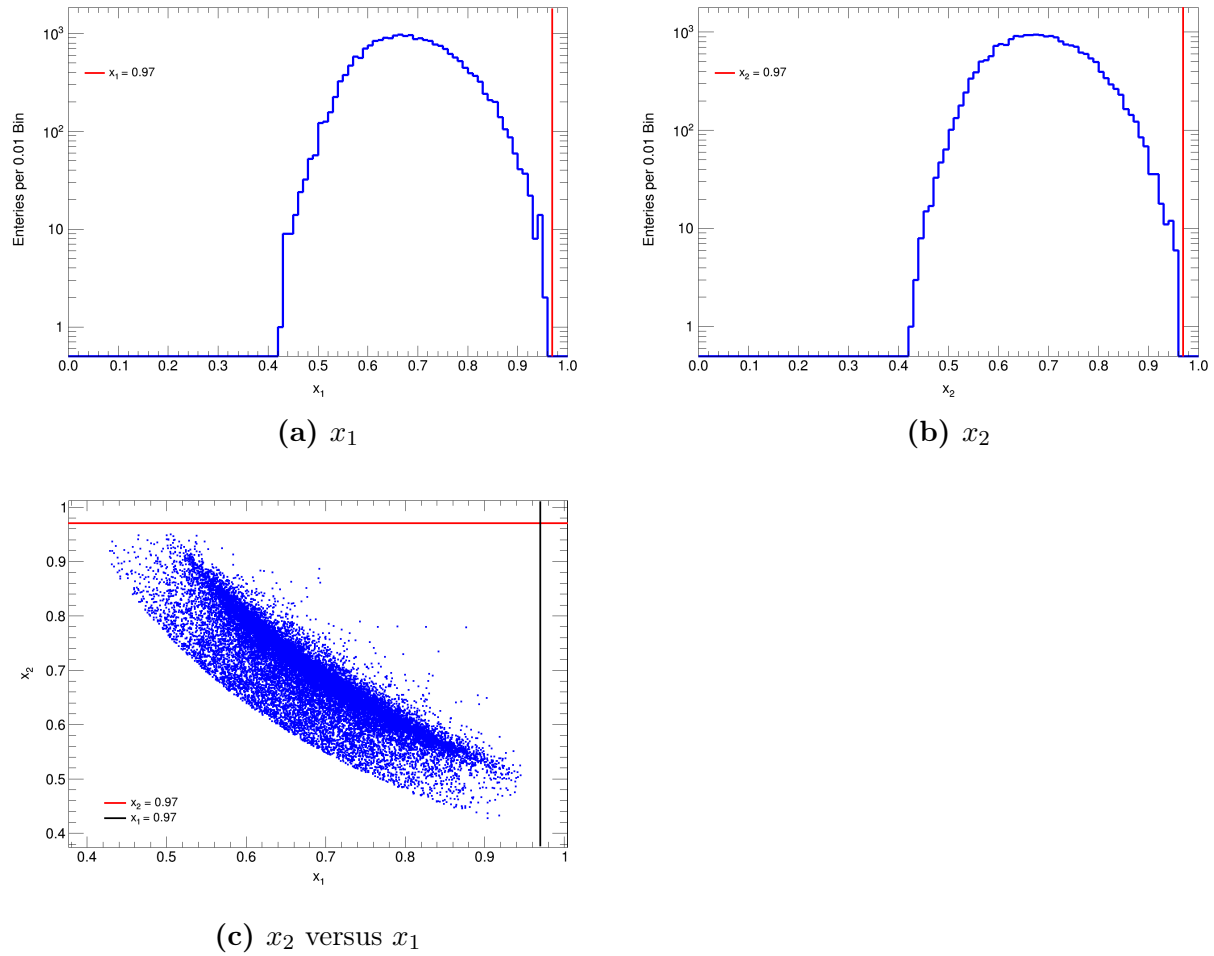 10³
10²
10
1
Enteries per 0.01 Bin
x₁ = 0.97
0.0 0.1 0.2 0.3 0.4 0.5 0.6 0.7 0.8 0.9 1.0
x₁
(a) x₁
10³
10²
10
1
Enteries per 0.01 Bin
x₂ = 0.97
0.0 0.1 0.2 0.3 0.4 0.5 0.6 0.7 0.8 0.9 1.0
x₂
(b) x₂
1
0.9
0.8
0.7
0.6
0.5
0.4
x₂
x₂ = 0.97
x₁ = 0.97
0.4 0.5 0.6 0.7 0.8 0.9 1
x₁
(c) x₂ versus x₁